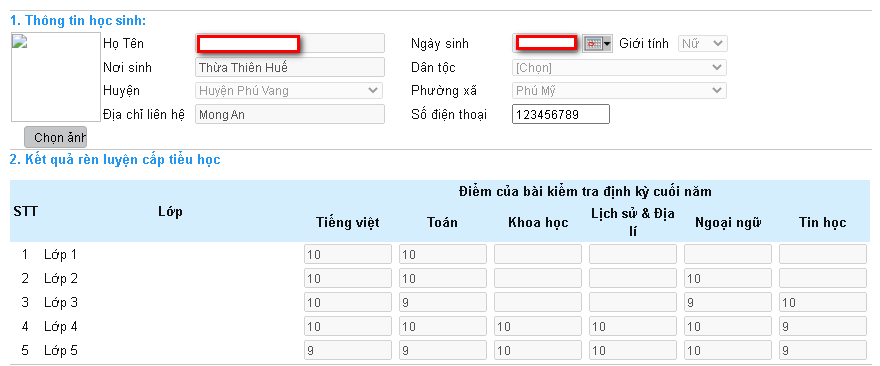 1. Thông tin học sinh:
Họ Tên Ngày sinh Giới tính Nữ
Nơi sinh Thừa Thiên Huế Dân tộc [Chọn]
Huyện Huyện Phú Vang Phường xã Phú Mỹ
Địa chỉ liên hệ Mong An Số điện thoại 123456789
Chọn ảnh
2. Kết quả rèn luyện cấp tiểu học
STT Lớp Điểm của bài kiểm tra định kỳ cuối năm
Tiếng việt Toán Khoa học Lịch sử & Địa lí Ngoại ngữ Tin học
1 Lớp 1 10 10
2 Lớp 2 10 10 10
3 Lớp 3 10 9 9 10
4 Lớp 4 10 10 10 10 10 9
5 Lớp 5 9 9 10 10 10 9